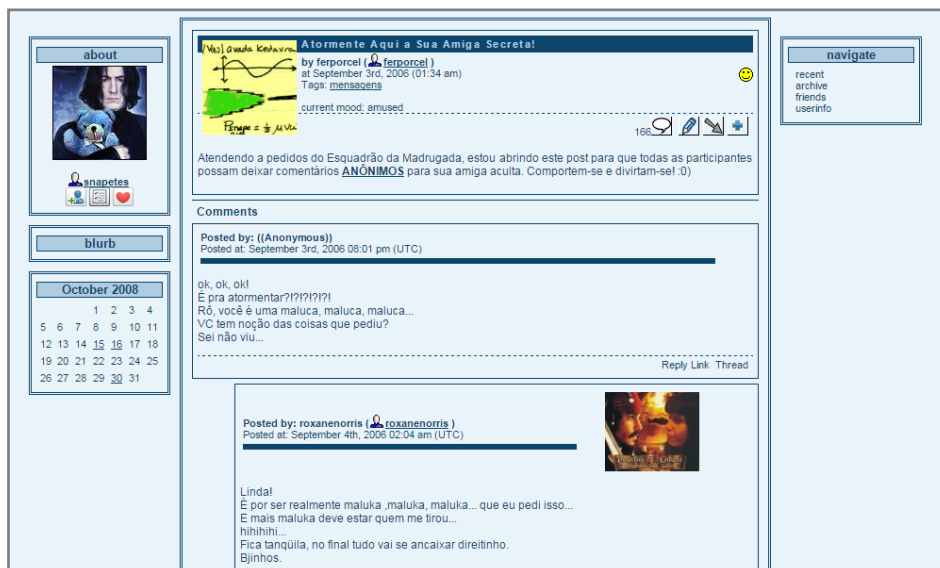 about
snapetes
blurb
October 2008
1 2 3 4
5 6 7 8 9 10 11
12 13 14 15 16 17 18
19 20 21 22 23 24 25
26 27 28 29 30 31
Atormente Aqui a Sua Amiga Secreta!
by ferporcel ( ferporcel )
at September 3rd, 2006 (01:34 am)
Tags: mensagens
current mood: amused
166
Atendendo a pedidos do Esquadrão da Madrugada, estou abrindo este post para que todas as participantes
possam deixar comentários ANÔNIMOS para sua amiga aculta. Comportem-se e divirtam-se! :0)
Comments
Posted by: ((Anonymous))
Posted at: September 3rd, 2006 08:01 pm (UTC)
ok, ok, ok!
É pra atormentar?!?!?!?!?!
Rô, você é uma maluca, maluca, maluca...
VC tem noção das coisas que pediu?
Sei não viu...
Reply Link Thread
Posted by: roxanenorris ( roxanenorris )
Posted at: September 4th, 2006 02:04 am (UTC)
Linda!
È por ser realmente maluka ,maluka, maluka... que eu pedi isso...
E mais maluka deve estar quem me tirou...
hihihihi...
Fica tanqüila, no final tudo vai se ancaixar direitinho.
Bjinhos.
navigate
recent
archive
friends
userinfo